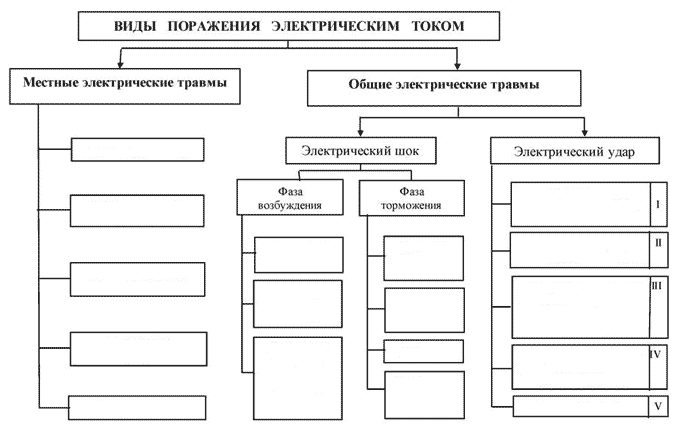 ВИДЫ ПОРАЖЕНИЯ ЭЛЕКТРИЧЕСКИМ ТОКОМ
Местные электрические травмы
Общие электрические травмы
Электрический шок
Электрический удар
Фаза
возбуждения
Фаза
торможения
I
II
III
IV
V